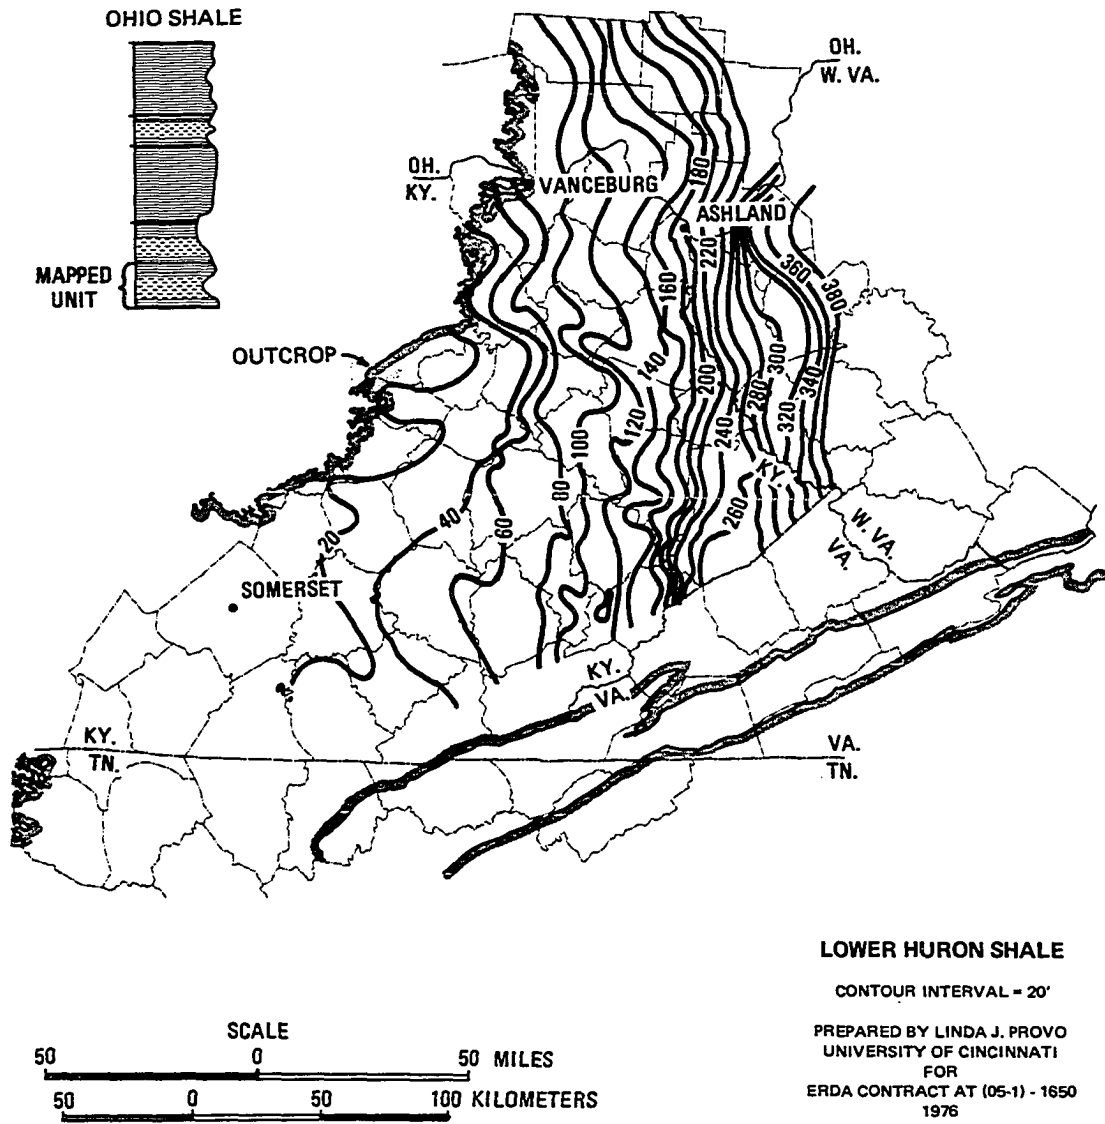 OHIO SHALE
MAPPED
UNIT
OH.
W. VA.
OH.
KY.
VANCEBURG
ASHLAND
180
220
160
360
380
OUTCROP
140
200
300
280
340
320
120
240
100
80
KY.
260
40
60
20
W. VA.
VA.
SOMERSET
KY.
VA.
KY.
TN.
VA.
TN.
LOWER HURON SHALE
CONTOUR INTERVAL = 20'
PREPARED BY LINDA J. PROVO
UNIVERSITY OF CINCINNATI
FOR
ERDA CONTRACT AT (05-1) - 1650
1976
SCALE
50 0 50 MILES
50 0 50 100 KILOMETERS